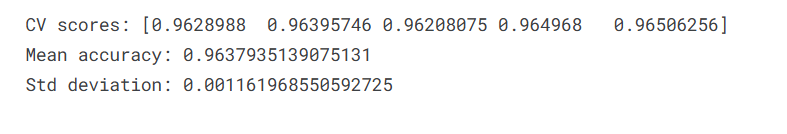 CV scores: [0.9628988  0.96395746 0.96208075 0.964968   0.96506256]
Mean accuracy: 0.9637935139075131
Std deviation: 0.001161968550592725